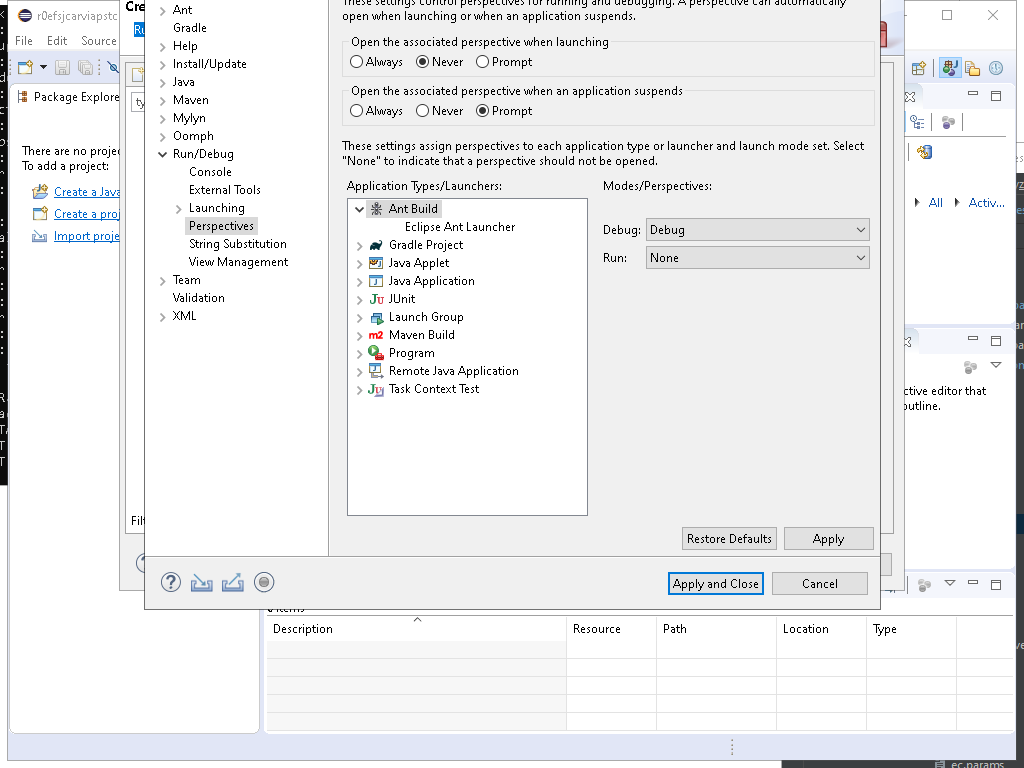 r0efsjcarviapstc
File Edit Source
Package Explore
There are no projec
To add a project:
Create a Java
Create a proj
Import proje
Cre
Ru
ty
Filt
Ant
Gradle
Help
Install/Update
Java
Maven
Mylyn
Oomph
Run/Debug
Console
External Tools
Launching
Perspectives
String Substitution
View Management
Team
Validation
XML
These settings control perspectives for running and debugging. A perspective can automatically
open when launching or when an application suspends.
Open the associated perspective when launching
Always Never Prompt
Open the associated perspective when an application suspends
Always Never Prompt
These settings assign perspectives to each application type or launcher and launch mode set. Select
"None" to indicate that a perspective should not be opened.
Application Types/Launchers:
Ant Build
Eclipse Ant Launcher
Gradle Project
Java Applet
Java Application
JUnit
Launch Group
Maven Build
Program
Remote Java Application
Task Context Test
Modes/Perspectives:
Debug: Debug
Run: None
Restore Defaults Apply
Apply and Close Cancel
All Activ...
ctive editor that
outline.
0 items
Description Resource Path Location Type
ec.params